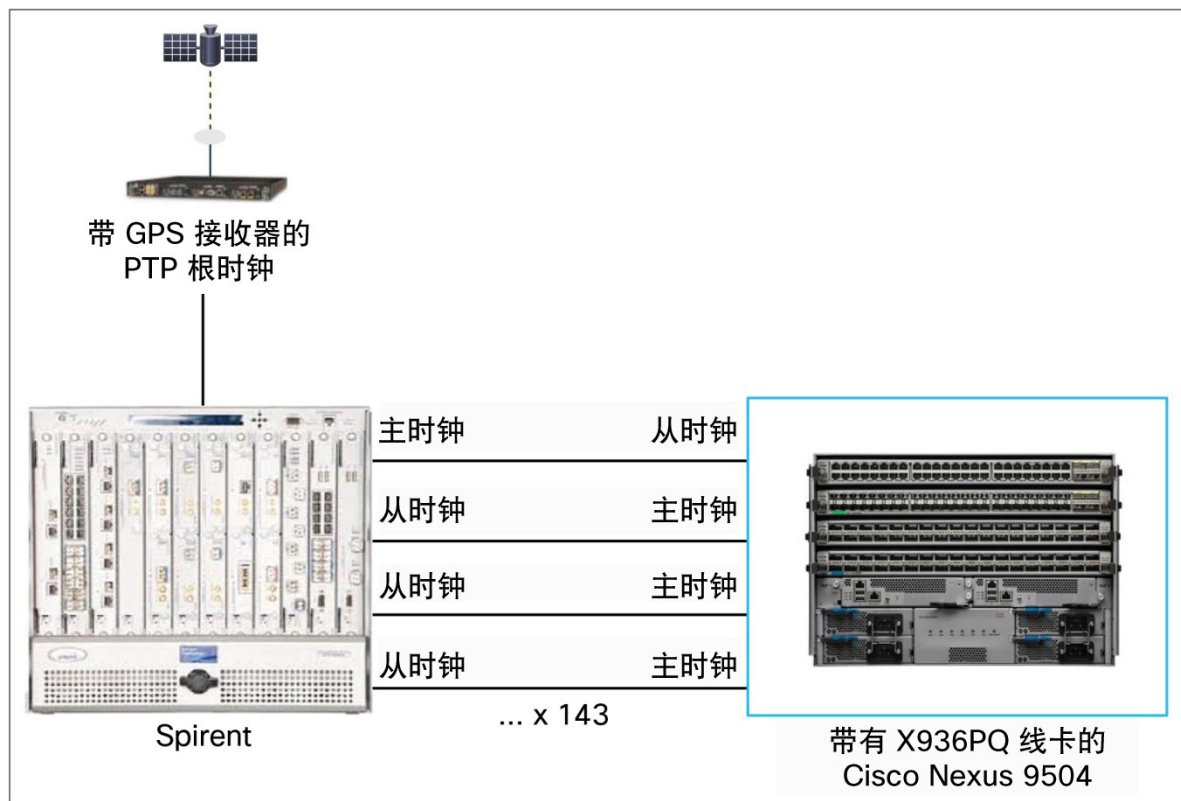 带 GPS 接收器的
PTP 根时钟
主时钟 从时钟
从时钟 主时钟
从时钟 主时钟
从时钟 主时钟
... x 143
Spirent
带有 X936PQ 线卡的
Cisco Nexus 9504